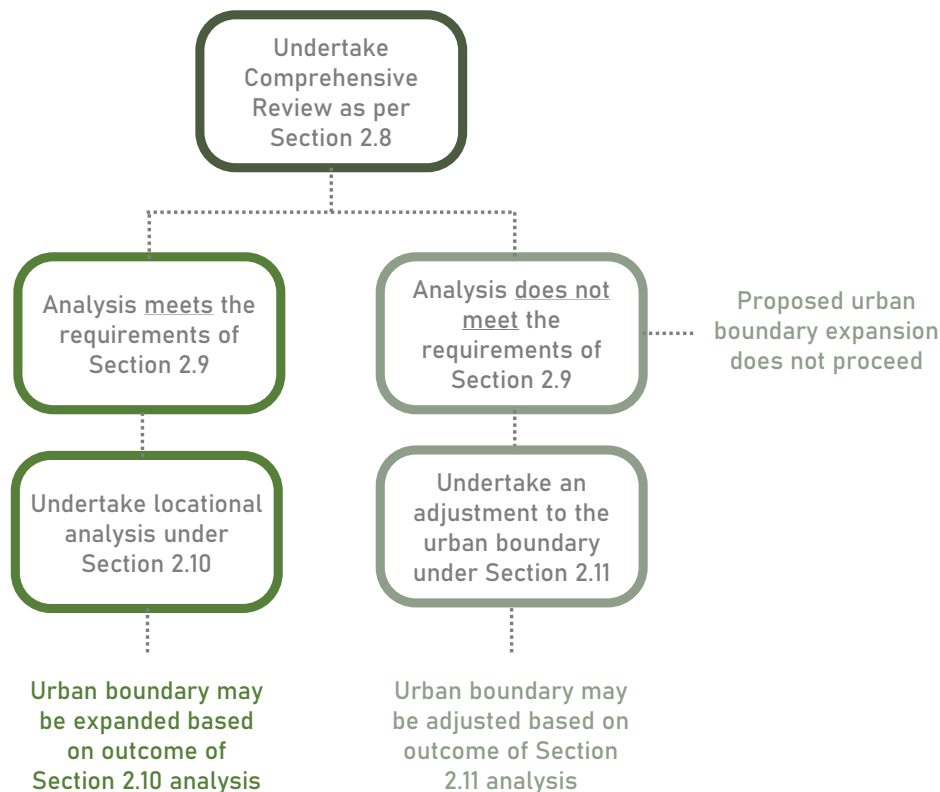 Undertake
Comprehensive
Review as per
Section 2.8
Analysis meets the
requirements of
Section 2.9
Analysis does not
meet the
requirements of
Section 2.9
Proposed urban
boundary expansion
does not proceed
Undertake locational
analysis under
Section 2.10
Undertake an
adjustment to the
urban boundary
under Section 2.11
Urban boundary may
be expanded based
on outcome of
Section 2.10 analysis
Urban boundary may
be adjusted based on
outcome of Section
2.11 analysis